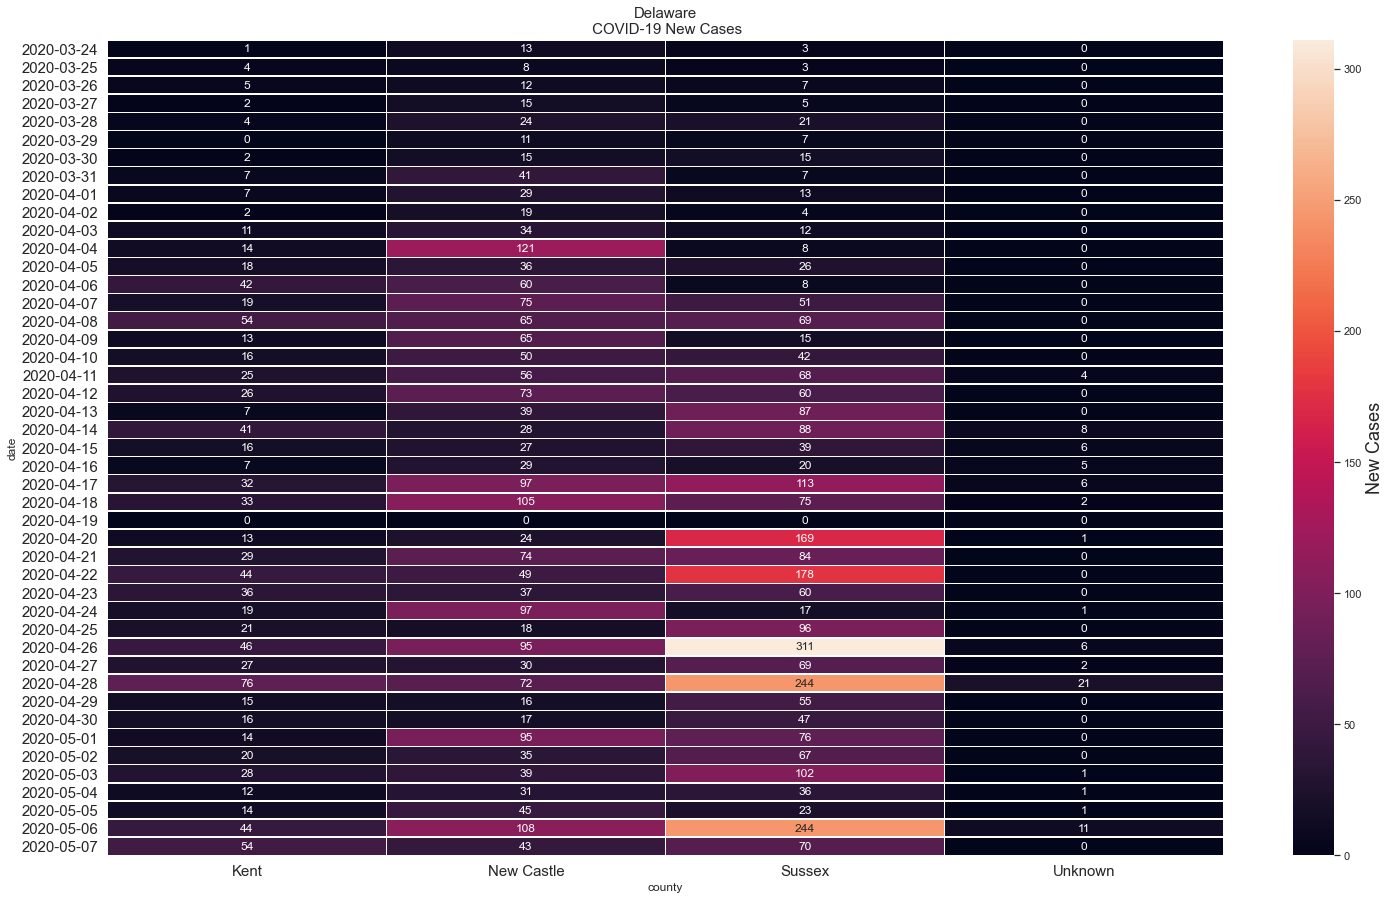 Delaware
COVID-19 New Cases
2020-03-24 1 13 3 0
2020-03-25 4 8 3 0
2020-03-26 5 12 7 0
2020-03-27 2 15 5 0
2020-03-28 4 24 21 0
2020-03-29 0 11 7 0
2020-03-30 2 15 15 0
2020-03-31 7 41 7 0
2020-04-01 7 29 13 0
2020-04-02 2 19 4 0
2020-04-03 11 34 12 0
2020-04-04 14 121 8 0
2020-04-05 18 36 26 0
2020-04-06 42 60 8 0
2020-04-07 19 75 51 0
2020-04-08 54 65 69 0
2020-04-09 13 65 15 0
2020-04-10 16 50 42 0
2020-04-11 25 56 68 4
2020-04-12 26 73 60 0
2020-04-13 7 39 87 0
2020-04-14 41 28 88 8
2020-04-15 16 27 39 6
2020-04-16 7 29 20 5
2020-04-17 32 97 113 6
2020-04-18 33 105 75 2
2020-04-19 0 0 0 0
2020-04-20 13 24 169 1
2020-04-21 29 74 84 0
2020-04-22 44 49 178 0
2020-04-23 36 37 60 0
2020-04-24 19 97 17 1
2020-04-25 21 18 96 0
2020-04-26 46 95 311 6
2020-04-27 27 30 69 2
2020-04-28 76 72 244 21
2020-04-29 15 16 55 0
2020-04-30 16 17 47 0
2020-05-01 14 95 76 0
2020-05-02 20 35 67 0
2020-05-03 28 39 102 1
2020-05-04 12 31 36 1
2020-05-05 14 45 23 1
2020-05-06 44 108 244 11
2020-05-07 54 43 70 0
Kent New Castle Sussex Unknown
county
date
300
250
200
150
100
50
0
New Cases